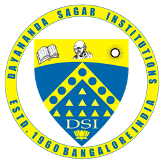 DAYANANDA SAGAR INSTITUTIONS
ESTD. 1960 BANGALORE INDIA
DSI